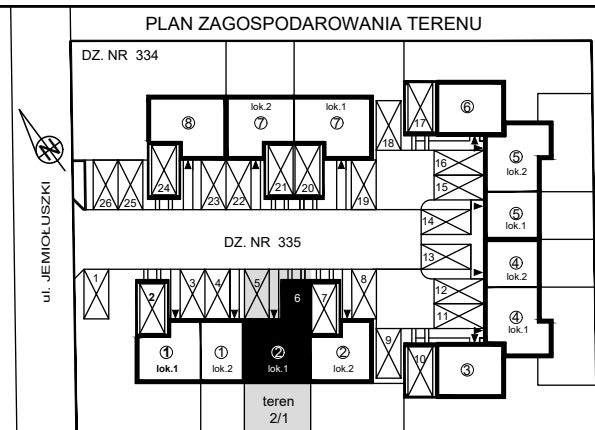 PLAN ZAGOSPODAROWANIA TERENU
DZ. NR 334
N
ul. JEMIOŁUSZKI
17
⑥
⑧
lok.2
⑦
lok.1
⑦
18
16
15
⑤
lok.2
26
25
24
23
22
21
20
19
14
⑤
lok.1
DZ. NR 335
13
④
lok.2
1
2
3
4
5
6
7
8
12
11
④
lok.1
①
lok.1
①
lok.2
②
lok.1
②
lok.2
9
10
③
teren
2/1